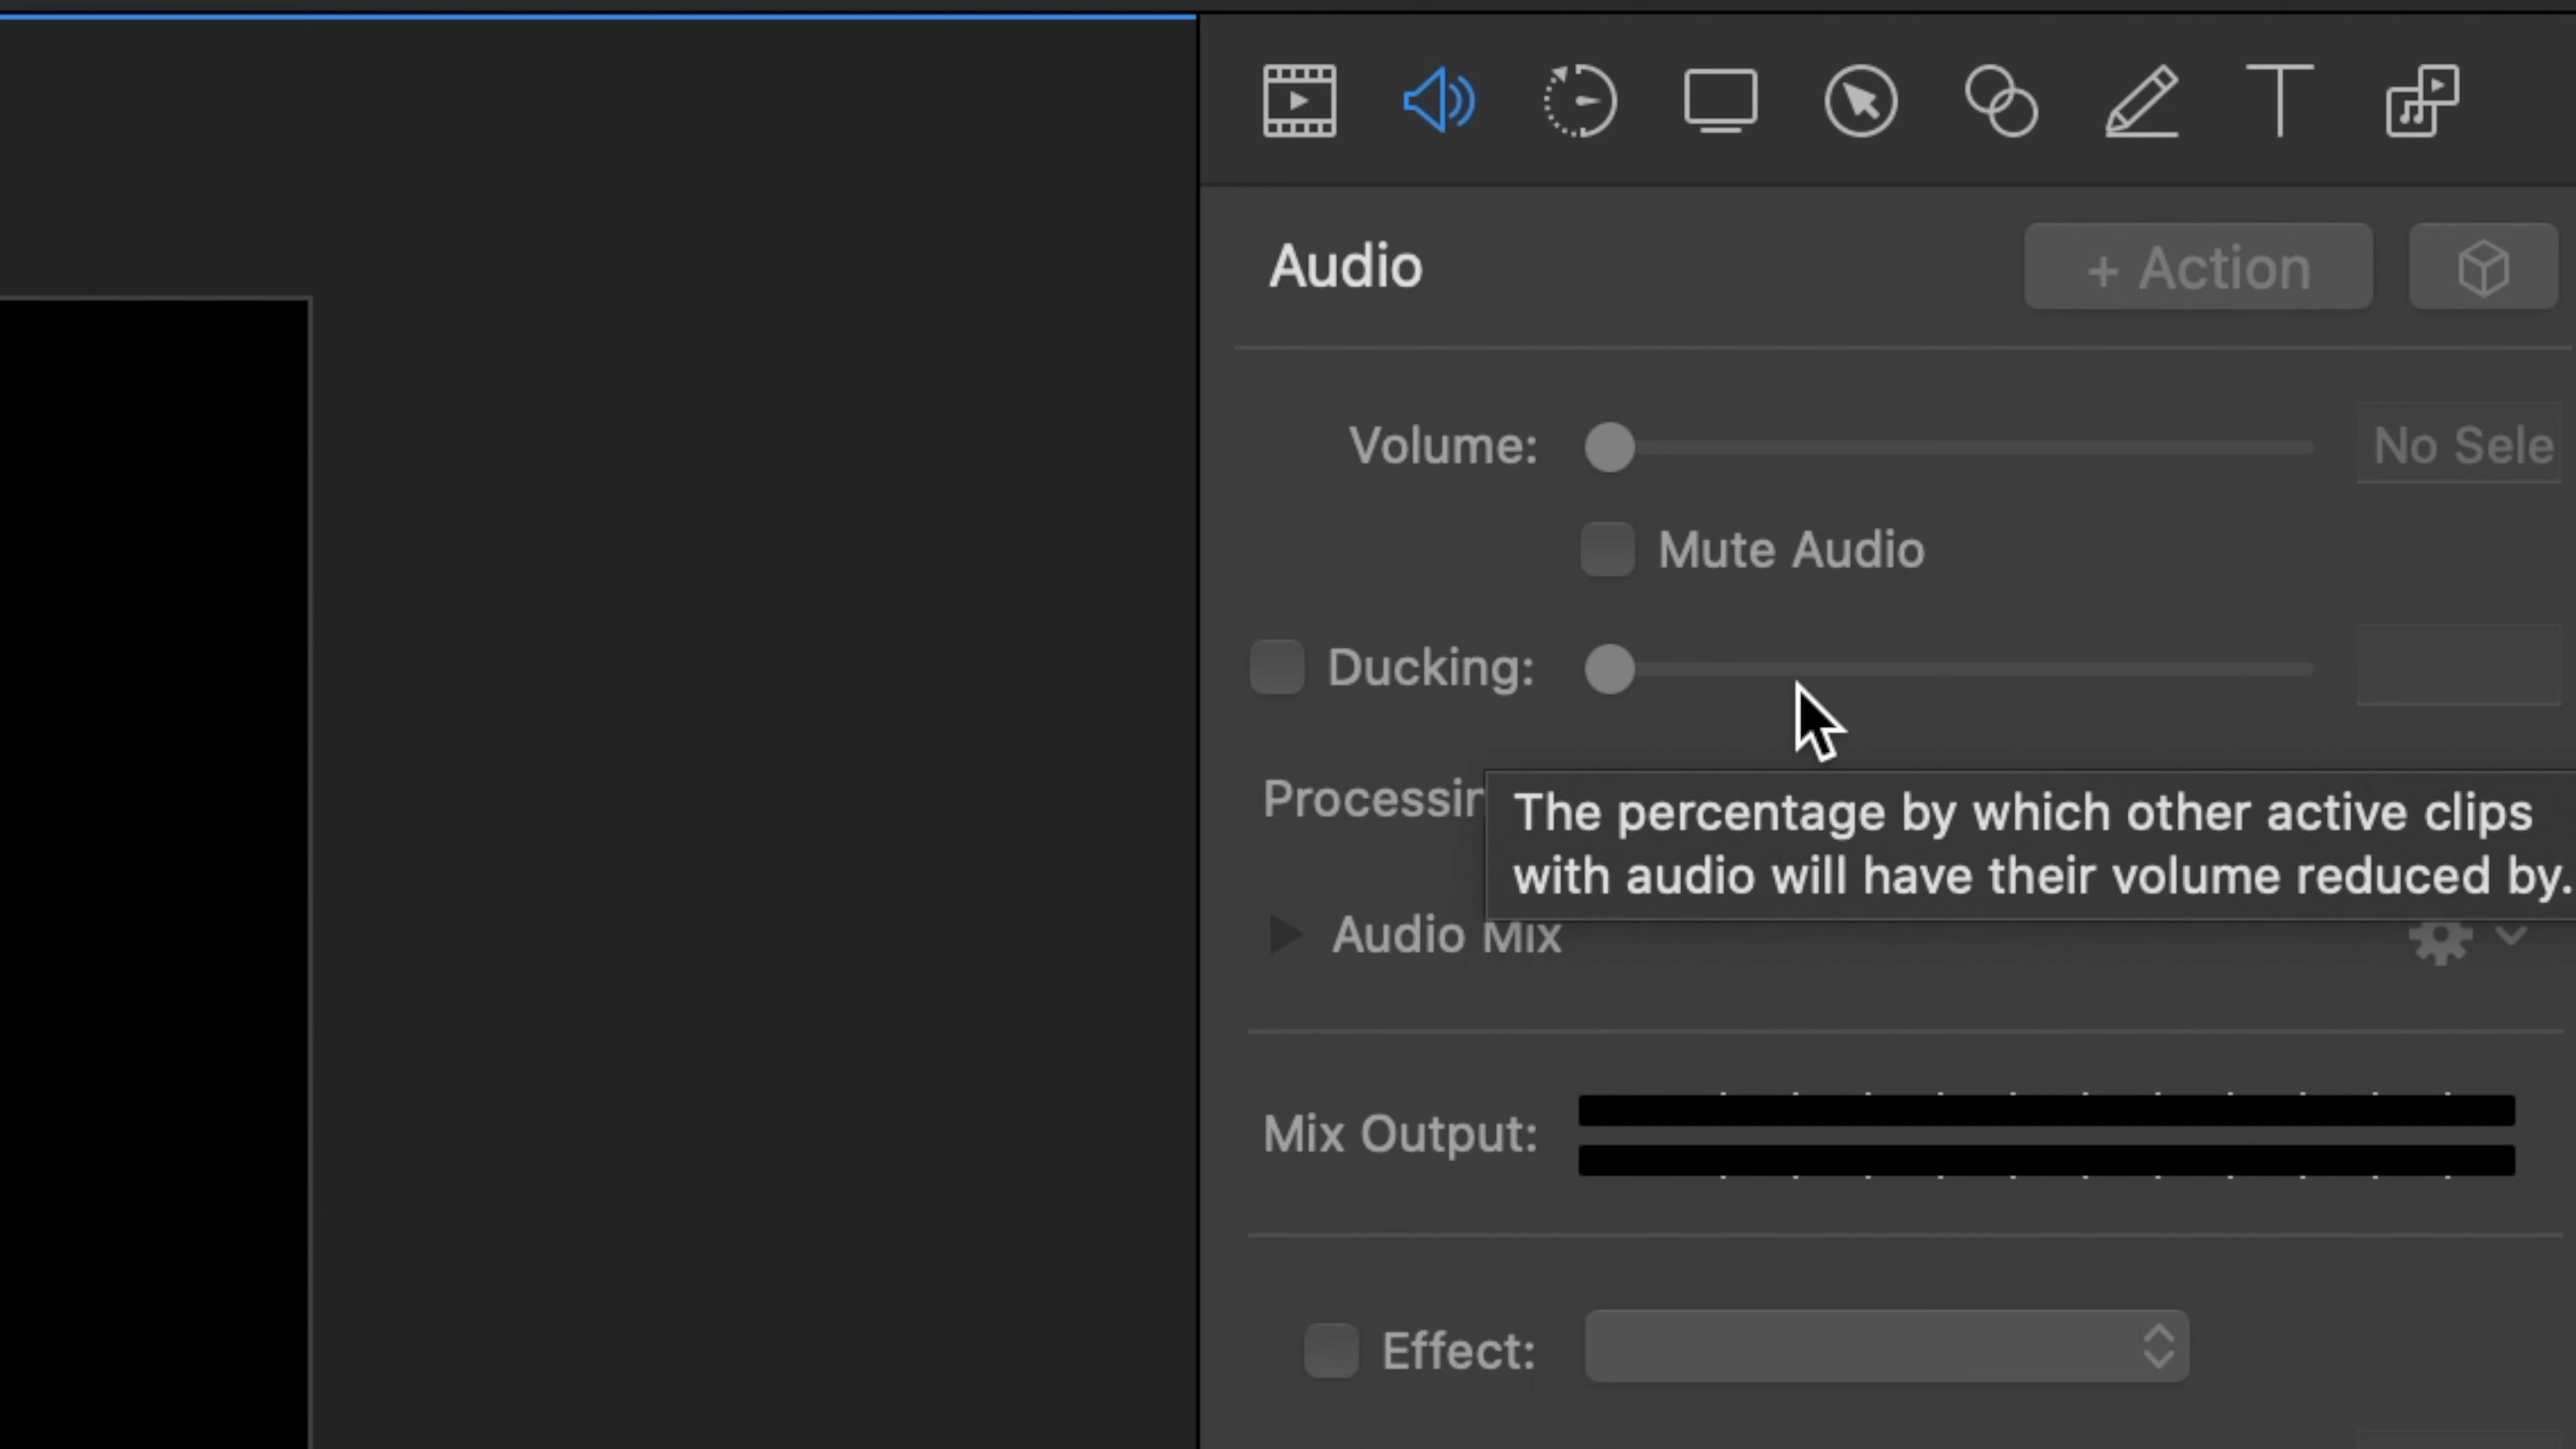 Audio
+ Action
Volume:
No Sele
Mute Audio
Ducking:
Processin
The percentage by which other active clips
with audio will have their volume reduced by.
Audio Mix
Mix Output:
Effect: